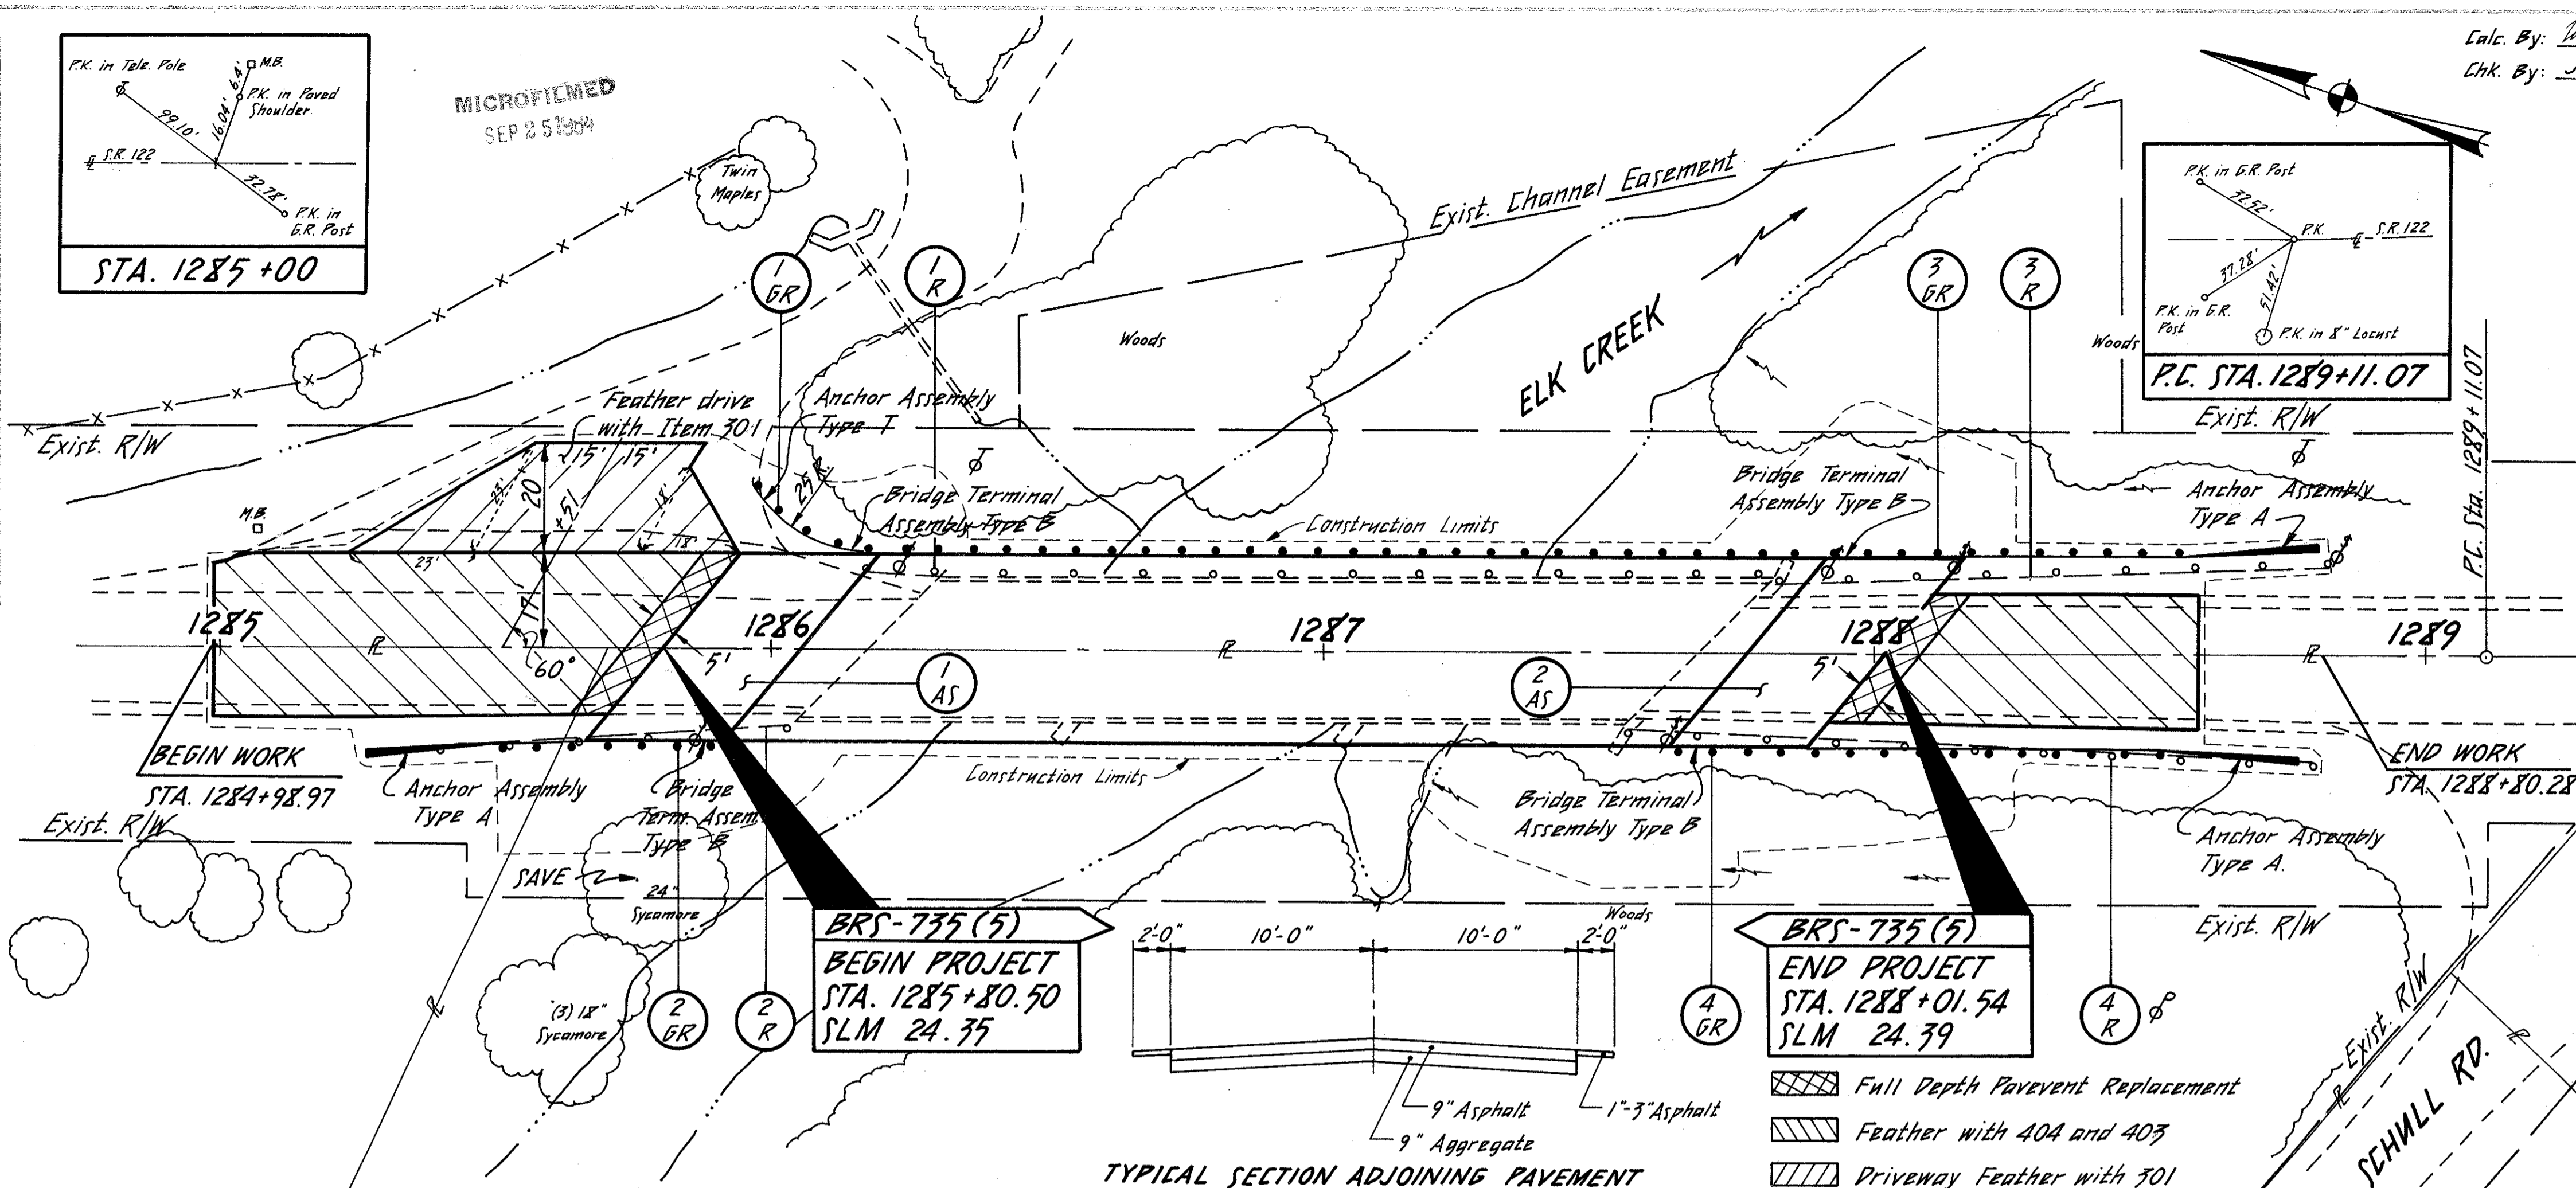 Calc. By:
Chk. By:
P.K. in Tele. Pole
M.B.
6.4'
P.K. in Paved
Shoulder
16.04'
99.10'
℄ S.R. 122
32.78'
P.K. in
G.R. Post
STA. 1285+00
MICROFILMED
SEP 25 1984
Twin
Maples
Exist. Channel Easement
P.K. in G.R. Post
32.52'
P.K.
℄ S.R. 122
37.28'
51.42'
P.K. in G.R.
Post
P.K. in 8" Locust
P.C. STA. 1289+11.07
1
GR
1
R
3
GR
3
R
Woods
Woods
ELK CREEK
P.C. Sta. 1289+11.07
Exist. R/W
Exist. R/W
Feather drive
with Item 301
Anchor Assembly
Type T
15'
15'
23'
20
+51
18'
25' R.
Bridge Terminal
Assembly Type B
Construction Limits
Bridge Terminal
Assembly Type B
Anchor Assembly
Type A
M.B.
23'
18'
17'
60°
1285
1286
1287
1288
1289
5'
5'
1
AS
2
AS
BEGIN WORK
STA. 1284+98.97
Anchor Assembly
Type A
Bridge
Term. Assem
Type B
Construction Limits
Bridge Terminal
Assembly Type B
END WORK
STA. 1288+80.28
Anchor Assembly
Type A.
Exist. R/W
SAVE
24"
Sycamore
Woods
Exist. R/W
(3) 18"
Sycamore
2
GR
2
R
BRS-735(5)
BEGIN PROJECT
STA. 1285+80.50
SLM 24.35
2'-0"
10'-0"
10'-0"
2'-0"
9" Asphalt
1"-3" Asphalt
9" Aggregate
TYPICAL SECTION ADJOINING PAVEMENT
4
GR
BRS-735(5)
END PROJECT
STA. 1288+01.54
SLM 24.39
4
R
P
Full Depth Pavevent Replacement
Feather with 404 and 403
Driveway Feather with 301
Exist. R/W
SCHULL RD.